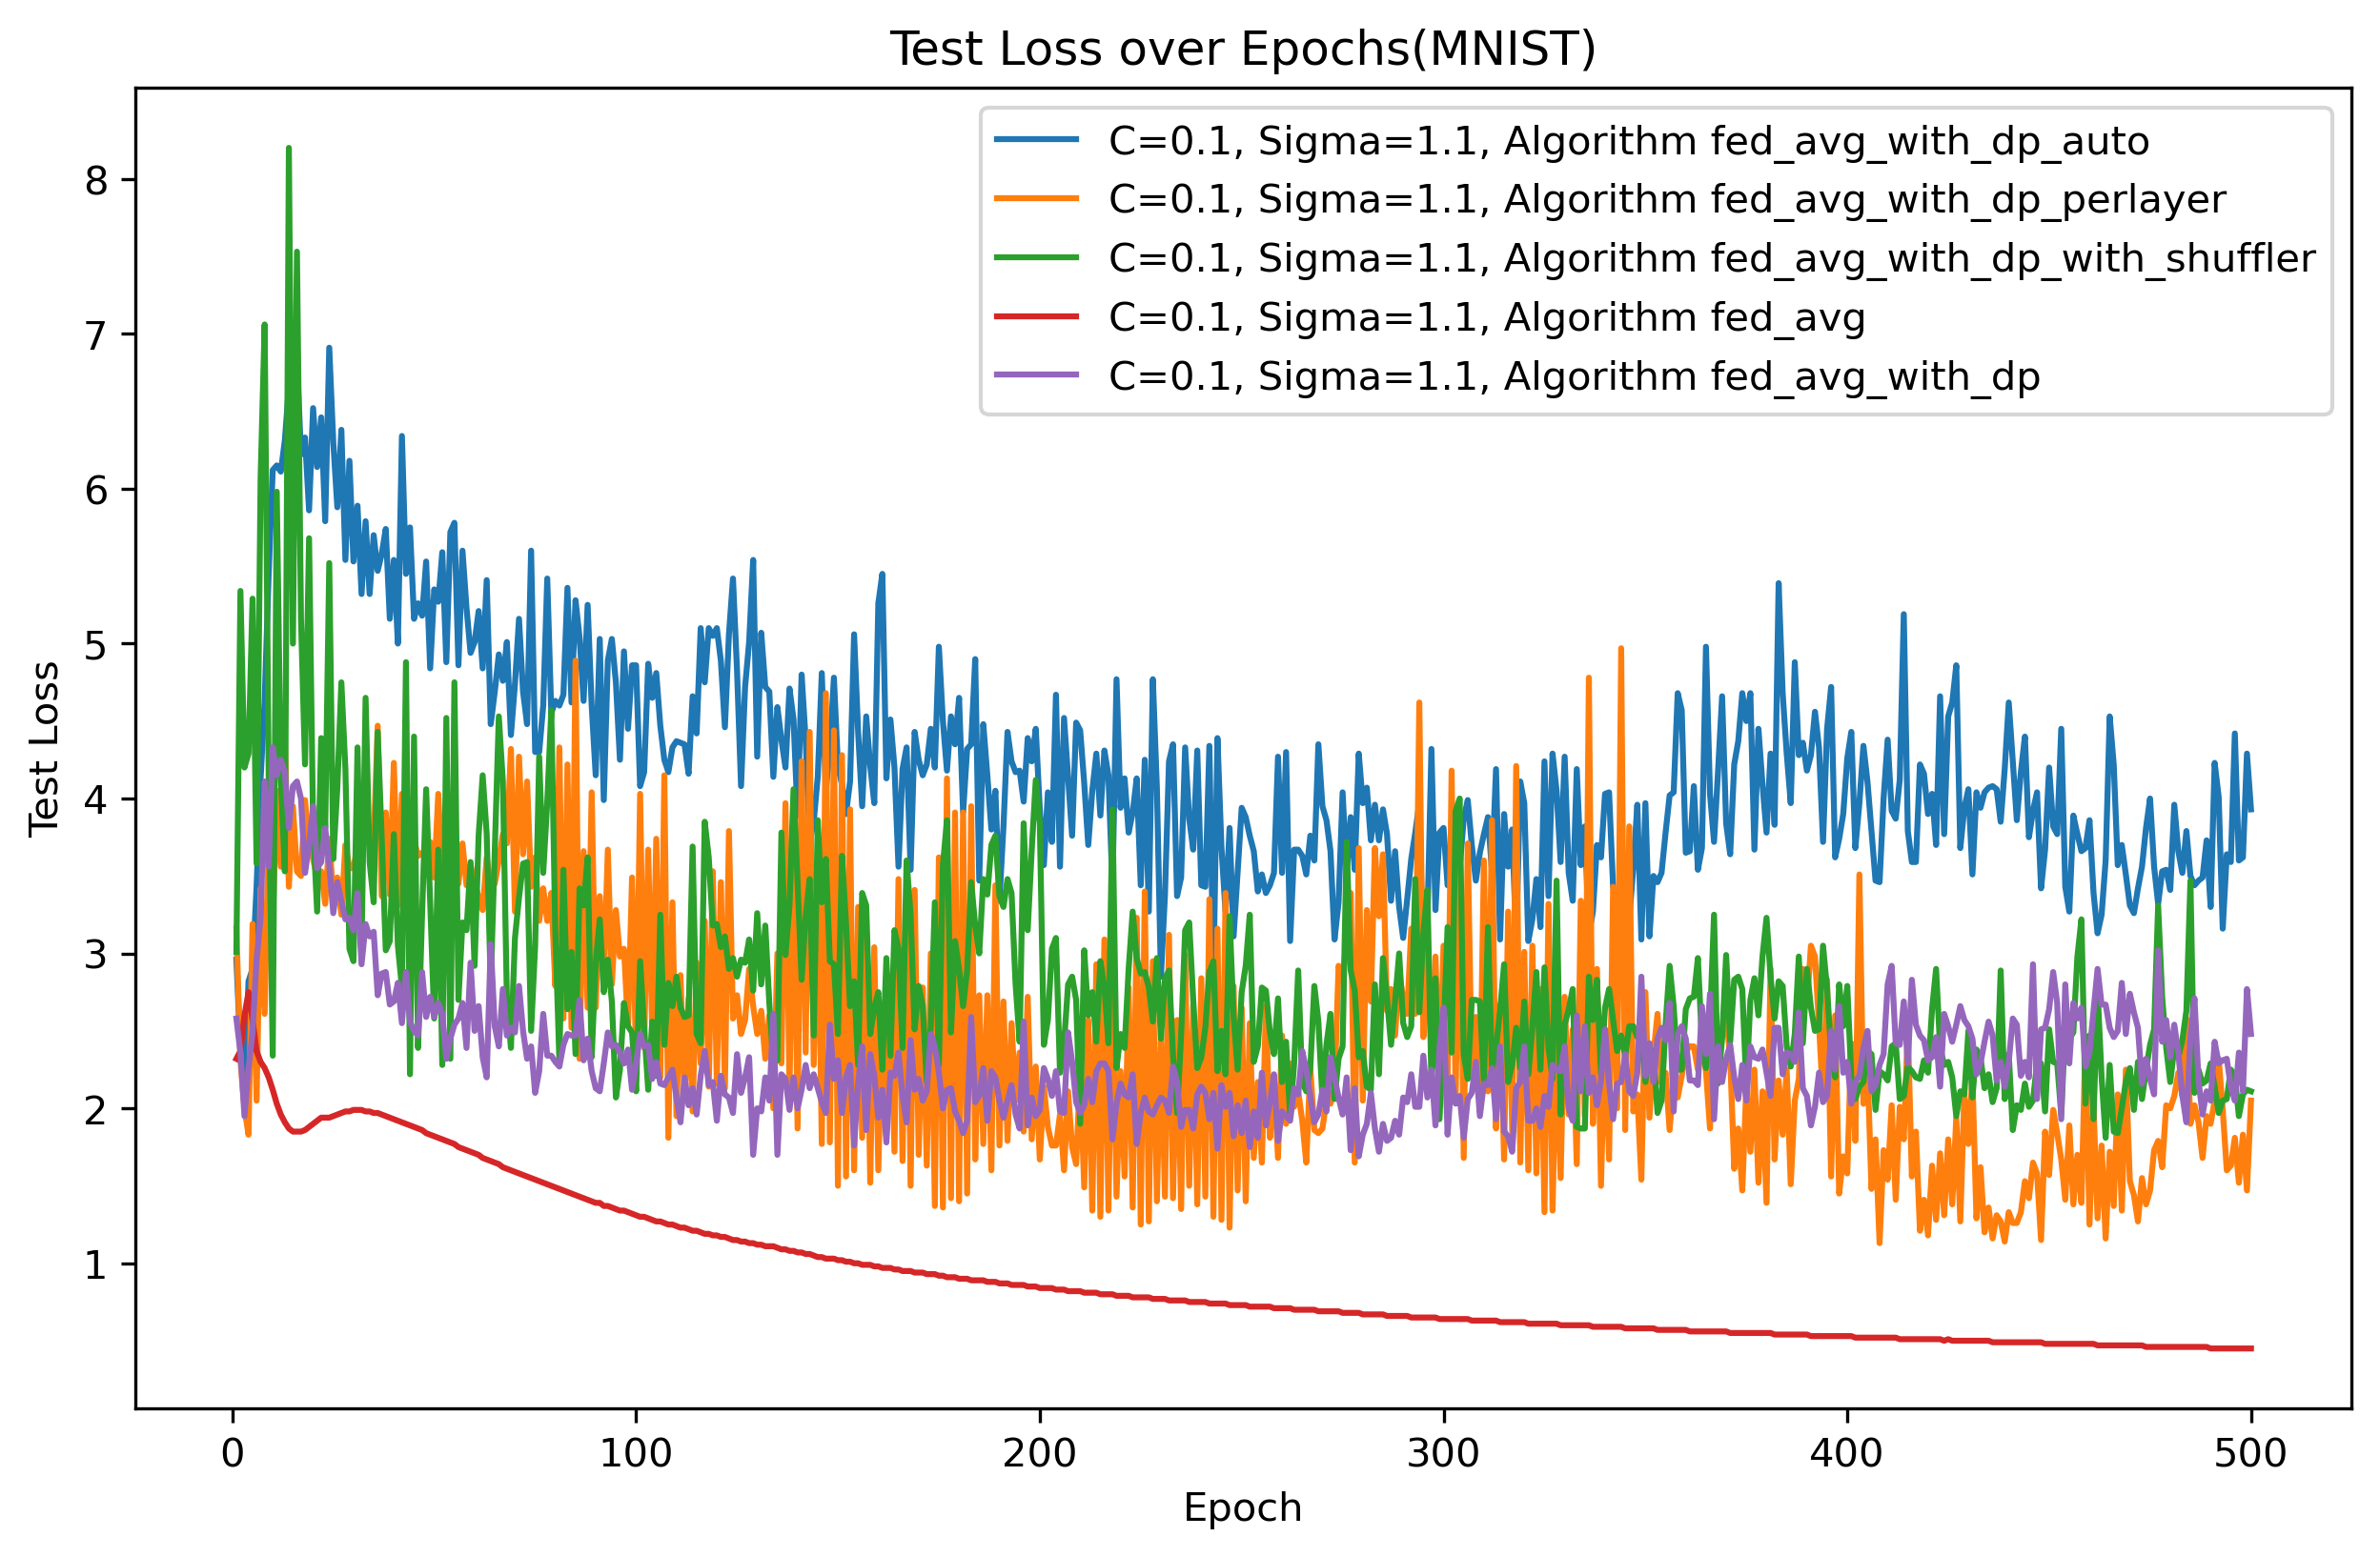 Test Loss over Epochs(MNIST)
C=0.1, Sigma=1.1, Algorithm fed_avg_with_dp_auto
C=0.1, Sigma=1.1, Algorithm fed_avg_with_dp_perlayer
C=0.1, Sigma=1.1, Algorithm fed_avg_with_dp_with_shuffler
C=0.1, Sigma=1.1, Algorithm fed_avg
C=0.1, Sigma=1.1, Algorithm fed_avg_with_dp
8
7
6
5
4
3
2
1
Test Loss
0 100 200 300 400 500
Epoch